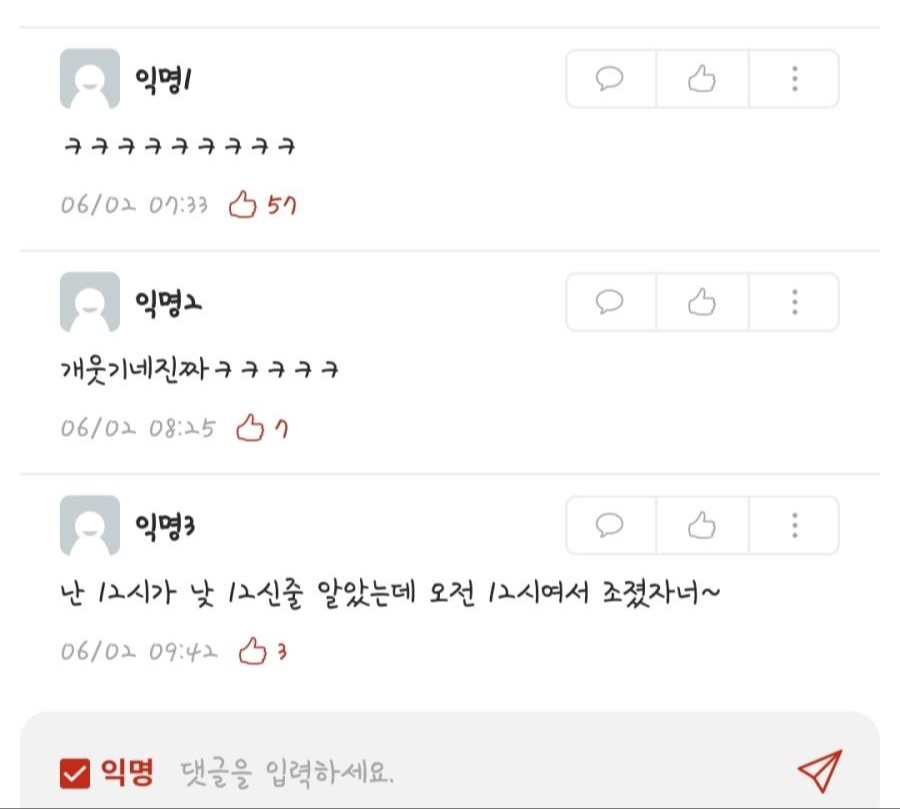 익명1
ㅋㅋㅋㅋㅋㅋㅋㅋㅋ
06/02 07:33 57
익명2
개웃기네진짜ㅋㅋㅋㅋㅋ
06/02 08:25 7
익명3
난 12시가 낮 12신줄 알았는데 오전 12시여서 조졌자너~
06/02 09:42 3
익명 댓글을 입력하세요.